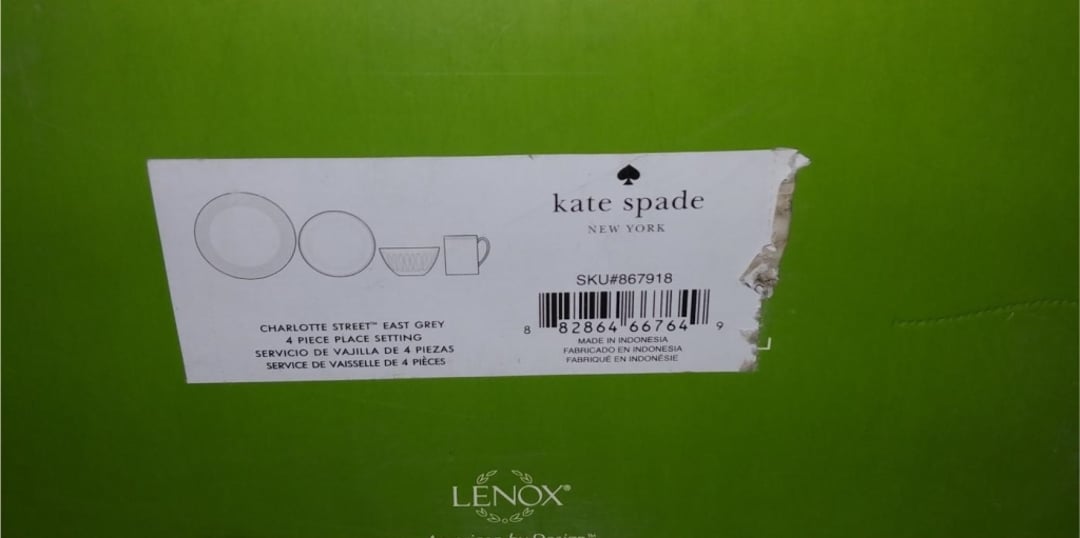 kate spade
NEW YORK
SKU#867918
8 82864 66764 9
MADE IN INDONESIA
FABRICADO EN INDONESIA
FABRIQUÉ EN INDONÉSIE
CHARLOTTE STREET™ EAST GREY
4 PIECE PLACE SETTING
SERVICIO DE VAJILLA DE 4 PIEZAS
SERVICE DE VAISSELLE DE 4 PIÈCES
LENOX®